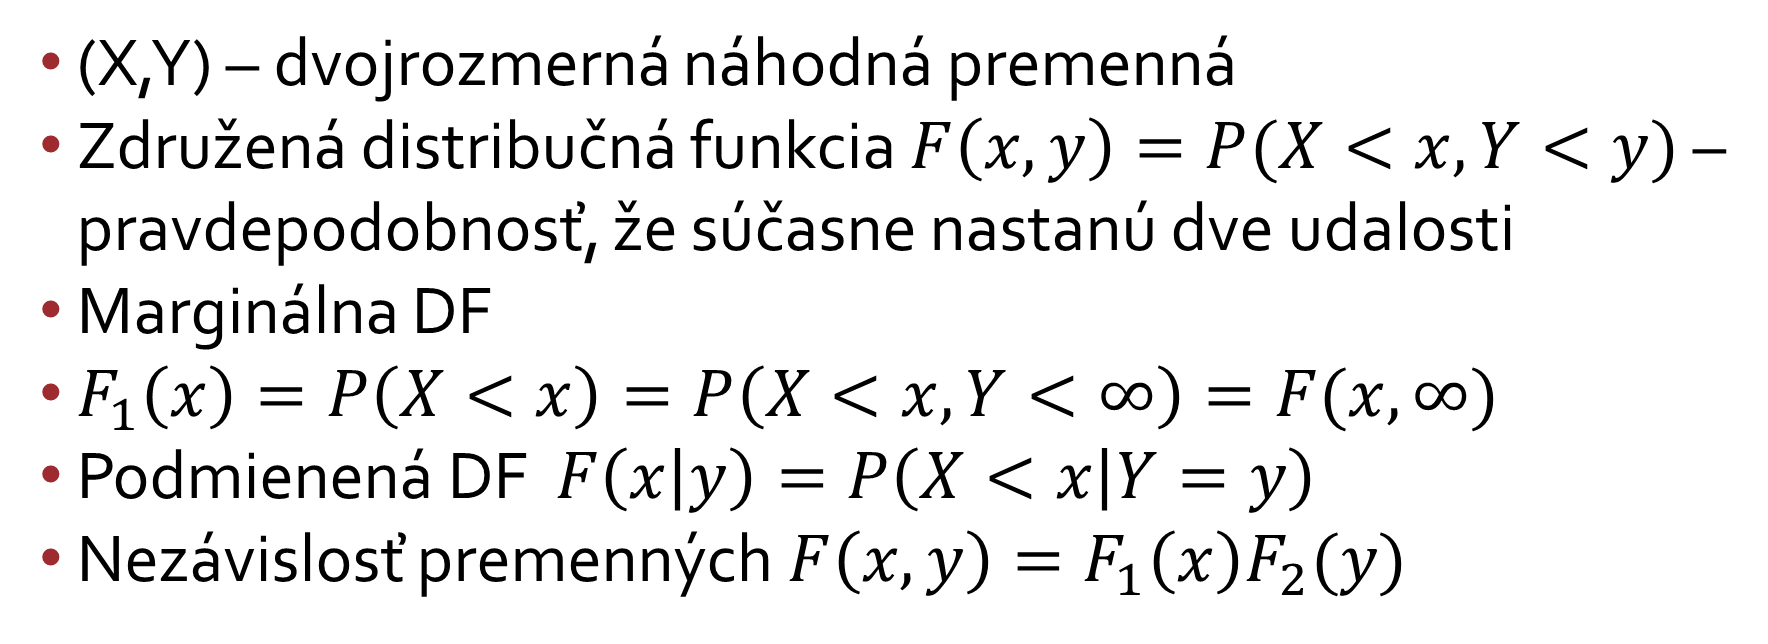 • (X,Y) – dvojrozmerná náhodná premenná
• Združená distribučná funkcia F(x, y) = P(X < x, Y < y) –
pravdepodobnosť, že súčasne nastanú dve udalosti
• Marginálna DF
• F₁(x) = P(X < x) = P(X < x, Y < ∞) = F(x, ∞)
• Podmienená DF F(x|y) = P(X < x|Y = y)
• Nezávislosť premenných F(x, y) = F₁(x)F₂(y)